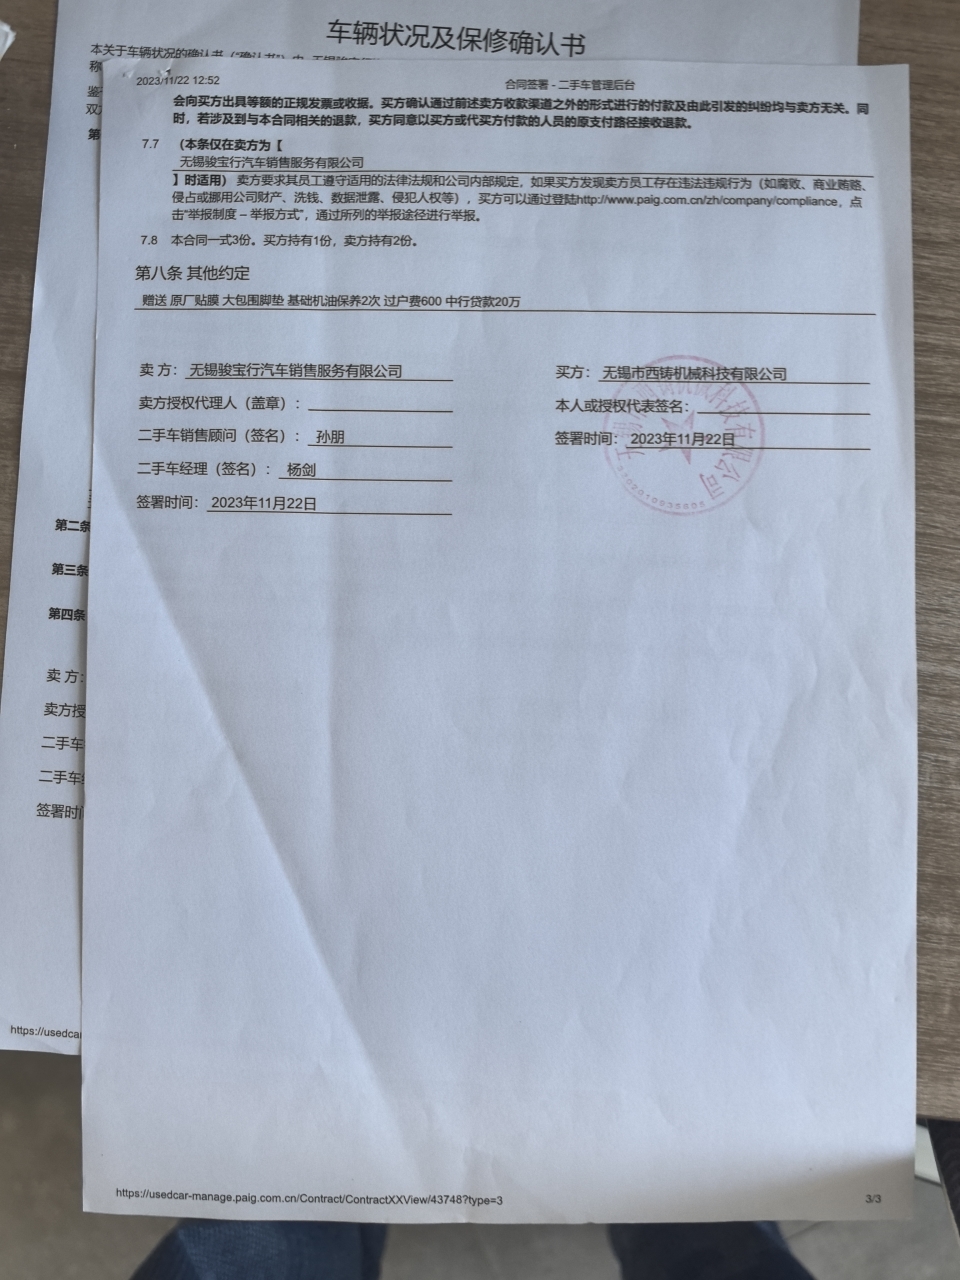 车辆状况及保修确认书
本关于车辆状况的确认书（“确认书”）由
称
鉴
双方
第
2023/11/22 12:52
合同签署 - 二手车管理后台
会向买方出具等额的正规发票或收据。买方确认通过前述卖方收款渠道之外的形式进行的付款及由此引发的纠纷均与卖方无关。同
时，若涉及到与本合同相关的退款，买方同意以买方或代买方付款的人员的原支付路径接收退款。
7.7 （本条仅在卖方为【
无锡骏宝行汽车销售服务有限公司
】时适用）卖方要求其员工遵守适用的法律法规和公司内部规定，如果买方发现卖方员工存在违法违规行为（如腐败、商业贿赂、
侵占或挪用公司财产、洗钱、数据泄露、侵犯人权等），买方可以通过登陆http://www.paig.com.cn/zh/company/compliance，点
击“举报制度 – 举报方式”，通过所列的举报途径进行举报。
7.8 本合同一式3份。买方持有1份，卖方持有2份。
第八条 其他约定
赠送 原厂贴膜 大包围脚垫 基础机油保养2次 过户费600 中行贷款20万
卖 方： 无锡骏宝行汽车销售服务有限公司
买方： 无锡市西铸机械科技有限公司
卖方授权代理人（盖章）：
本人或授权代表签名：
二手车销售顾问（签名）： 孙朋
签署时间： 2023年11月22日
二手车经理（签名）： 杨剑
签署时间： 2023年11月22日
第二条
第三条
第四条
卖 方：
卖方授
二手车
二手车
签署时
https://usedcar
https://usedcar-manage.paig.com.cn/Contract/ContractXXView/43748?type=3
3/3